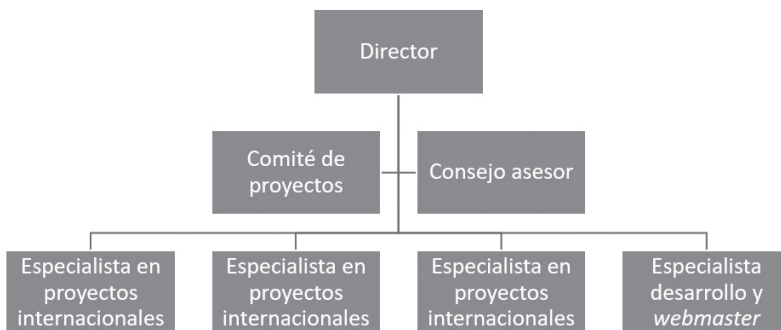 Director
Comité de
proyectos
Consejo asesor
Especialista en
proyectos
internacionales
Especialista en
proyectos
internacionales
Especialista en
proyectos
internacionales
Especialista
desarrollo y
webmaster